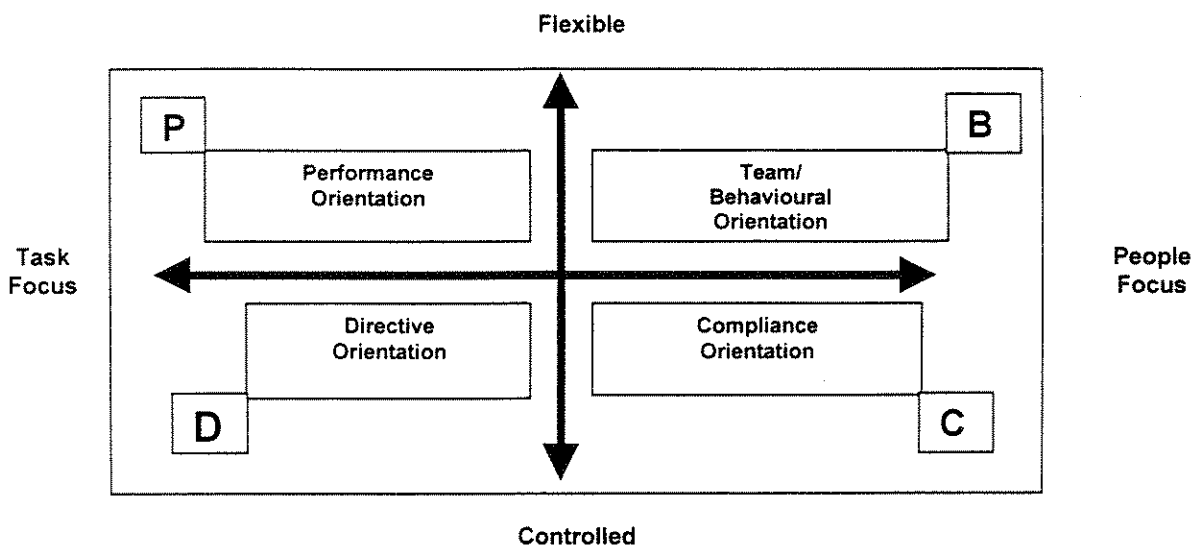 Flexible
P
B
Performance
Orientation
Team/
Behavioural
Orientation
Task
Focus
People
Focus
Directive
Orientation
Compliance
Orientation
D
C
Controlled